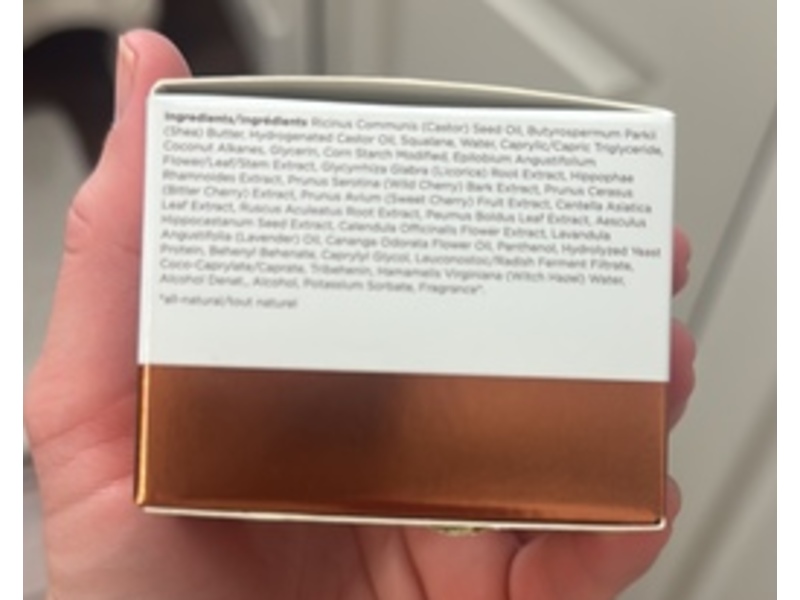 Ingredients/Ingrédients Ricinus Communis (Castor) Seed Oil, Butyrospermum Parkii
(Shea) Butter, Hydrogenated Castor Oil, Squalane, Water, Caprylic/Capric Triglyceride,
Coconut Alkanes, Glycerin, Corn Starch Modified, Epilobium Angustifolium
Flower/Leaf/Stem Extract, Glycyrrhiza Glabra (Licorice) Root Extract, Hippophae
Rhamnoides Extract, Prunus Serotina (Wild Cherry) Bark Extract, Prunus Cerasus
(Bitter Cherry) Extract, Prunus Avium (Sweet Cherry) Fruit Extract, Centella Asiatica
Leaf Extract, Ruscus Aculeatus Root Extract, Peumus Boldus Leaf Extract, Aesculus
Hippocastanum Seed Extract, Calendula Officinalis Flower Extract, Lavandula
Angustifolia (Lavender) Oil, Cananga Odorata Flower Oil, Panthenol, Hydrolyzed Yeast
Protein, Behenyl Behenate, Caprylyl Glycol, Leuconostoc/Radish Ferment Filtrate,
Coco-Caprylate/Caprate, Tribehenin, Hamamelis Virginiana (Witch Hazel) Water,
Alcohol Denat., Alcohol, Potassium Sorbate, Fragrance*.
*all-natural/tout naturel